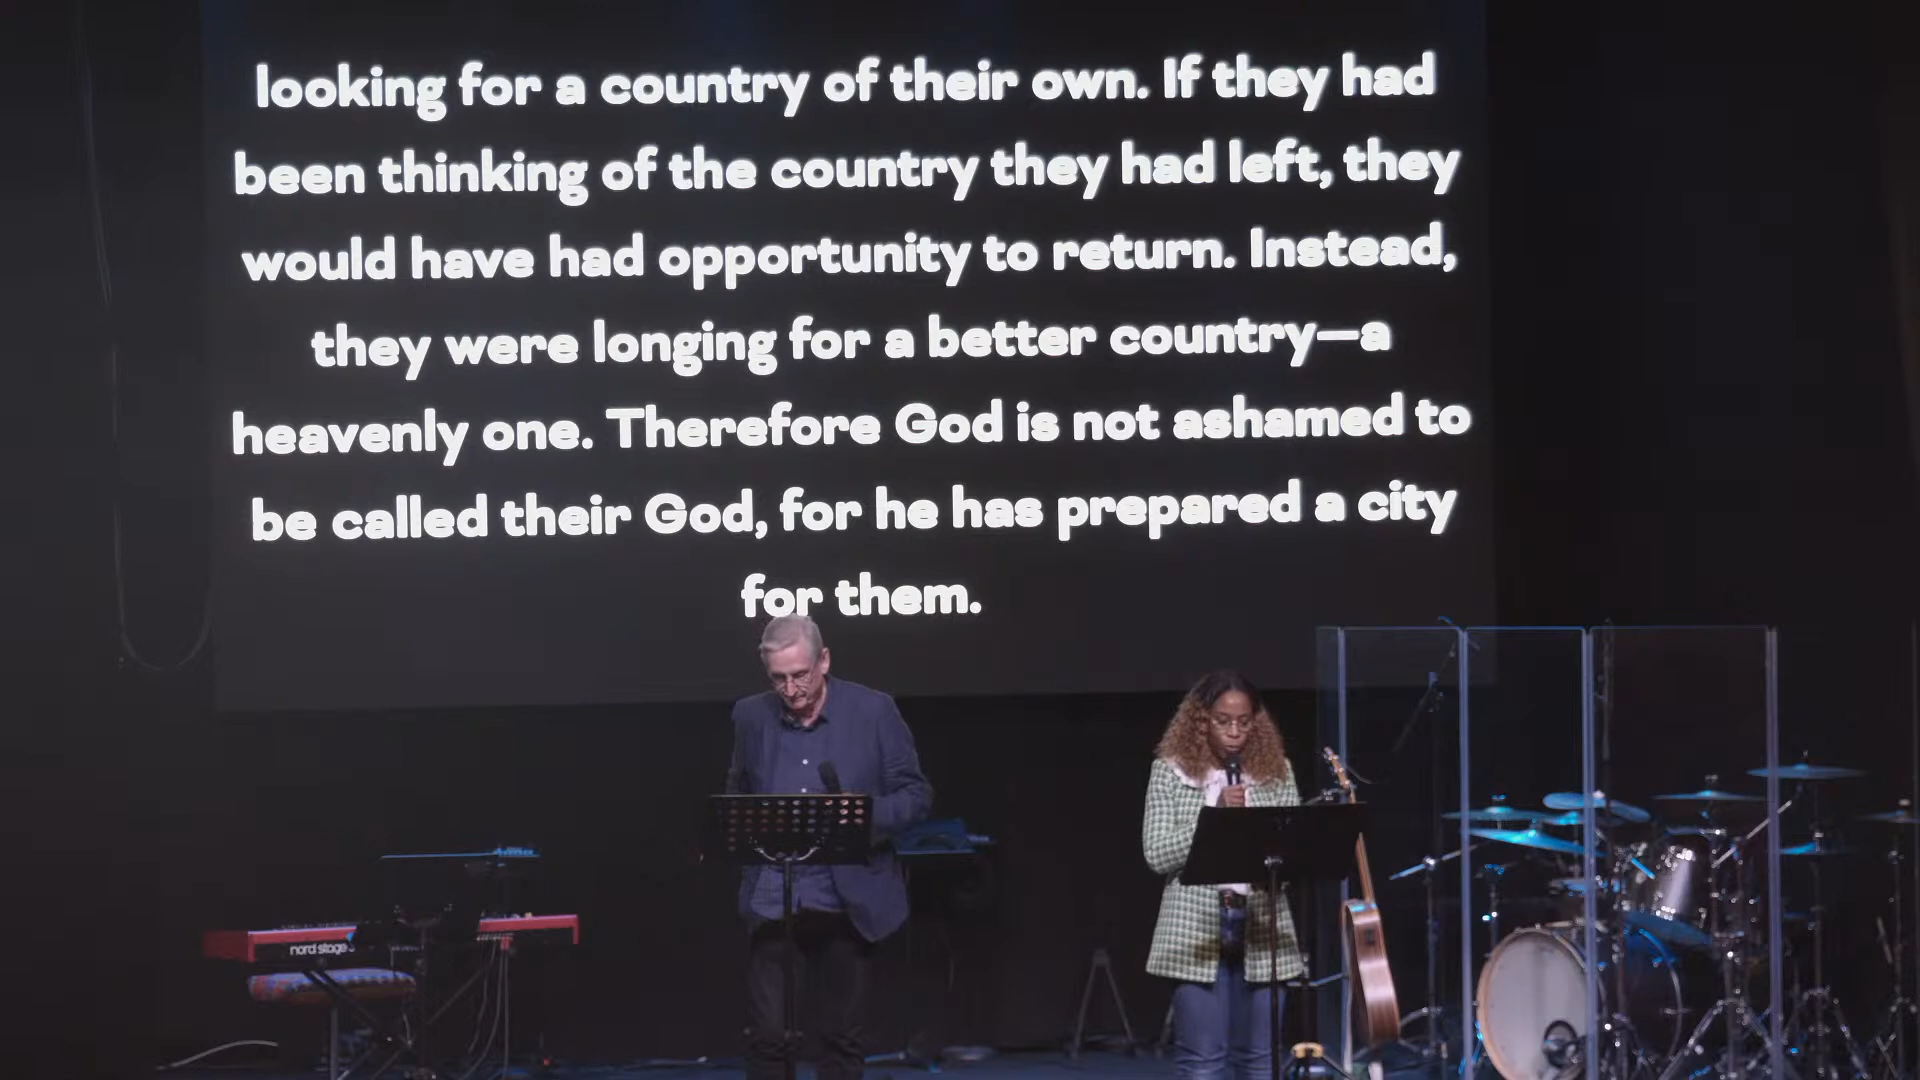 looking for a country of their own. If they had
been thinking of the country they had left, they
would have had opportunity to return. Instead,
they were longing for a better country—a
heavenly one. Therefore God is not ashamed to
be called their God, for he has prepared a city
for them.
nord stage 3